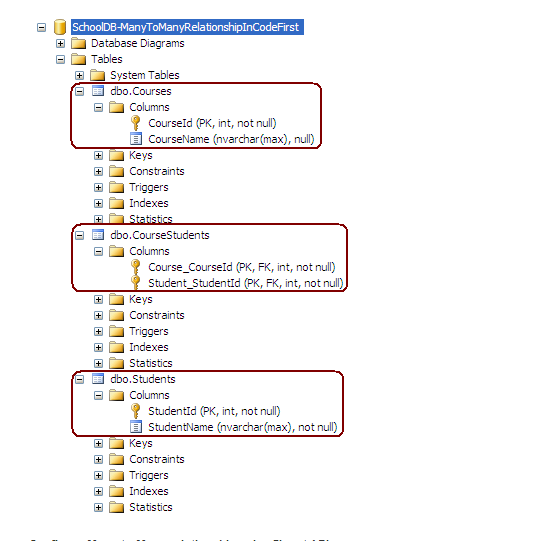 SchoolDB-ManyToManyRelationshipInCodeFirst
Database Diagrams
Tables
System Tables
dbo.Courses
Columns
CourseId (PK, int, not null)
CourseName (nvarchar(max), null)
Keys
Constraints
Triggers
Indexes
Statistics
dbo.CourseStudents
Columns
Course_CourseId (PK, FK, int, not null)
Student_StudentId (PK, FK, int, not null)
Keys
Constraints
Triggers
Indexes
Statistics
dbo.Students
Columns
StudentId (PK, int, not null)
StudentName (nvarchar(max), not null)
Keys
Constraints
Triggers
Indexes
Statistics